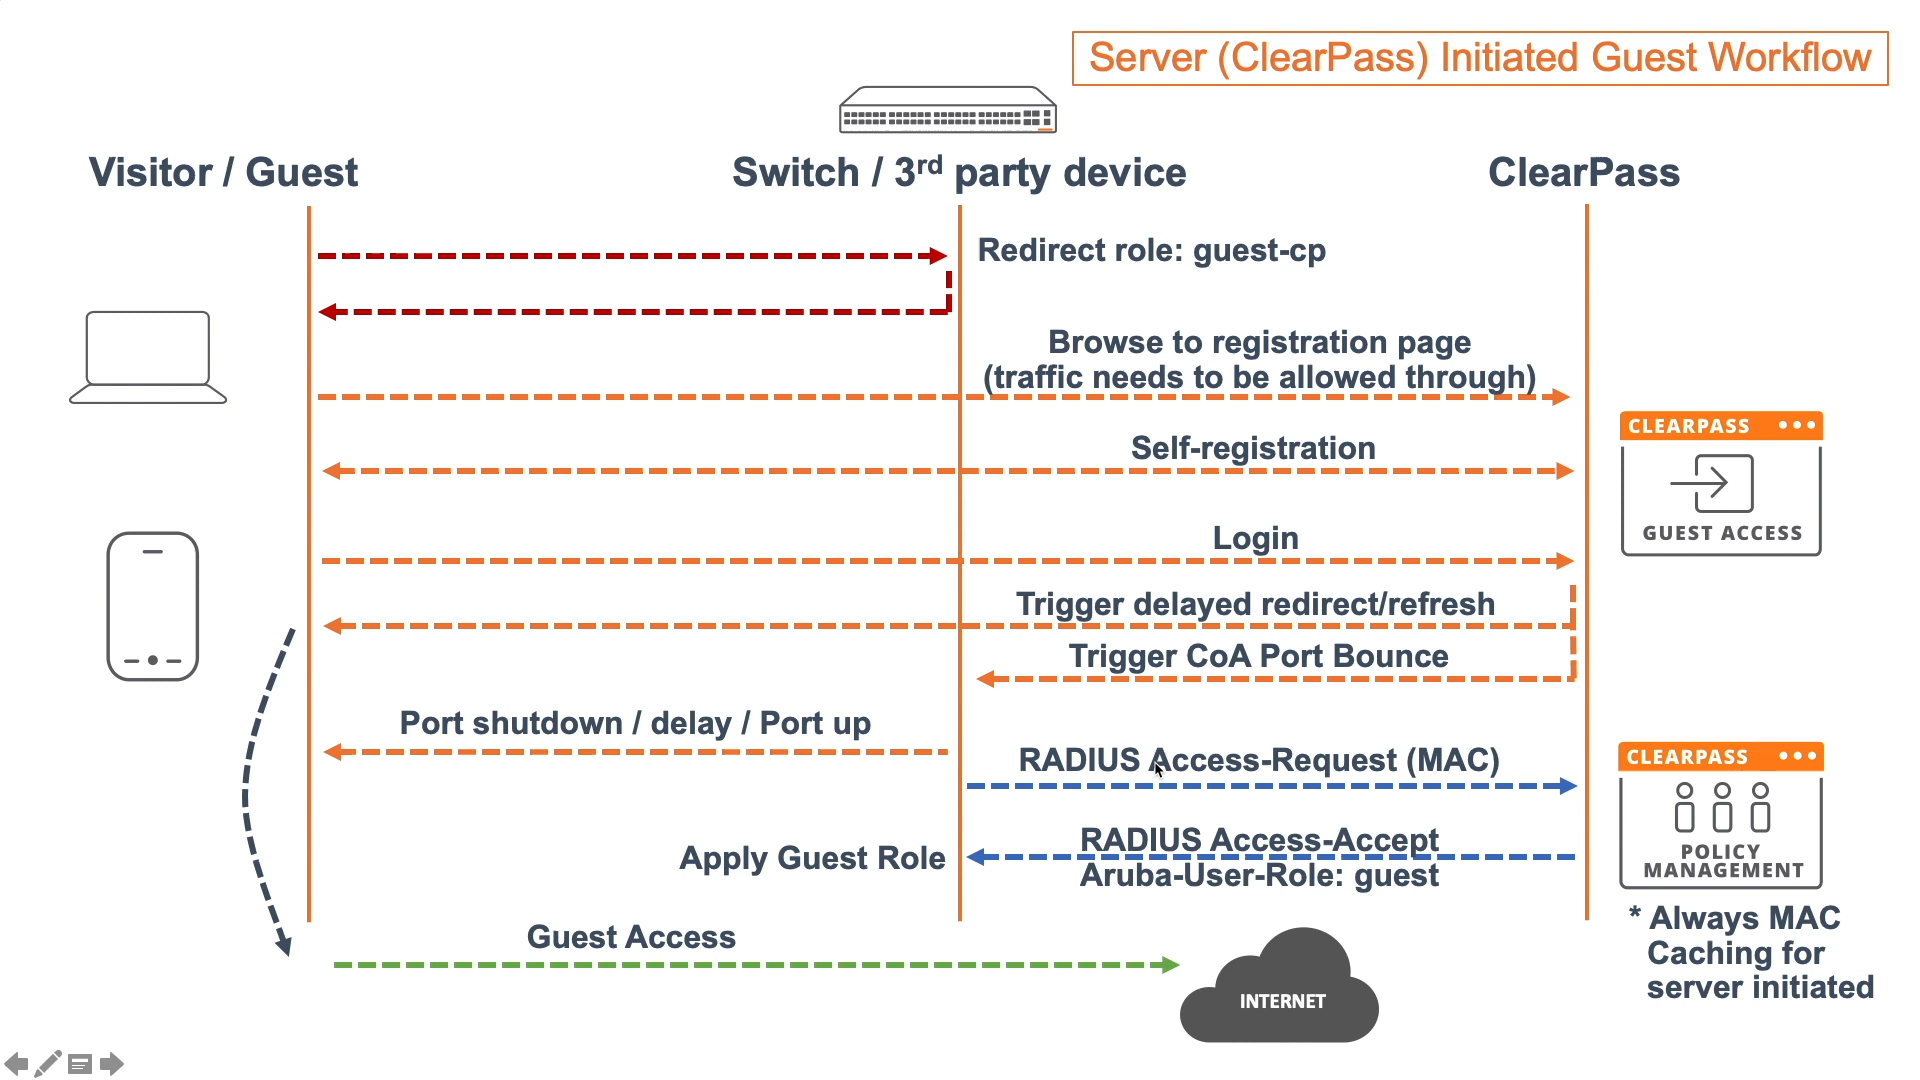 Server (ClearPass) Initiated Guest Workflow
Visitor / Guest
Switch / 3rd party device
ClearPass
Redirect role: guest-cp
Browse to registration page
(traffic needs to be allowed through)
CLEARPASS
GUEST ACCESS
Self-registration
Login
Trigger delayed redirect/refresh
Trigger CoA Port Bounce
Port shutdown / delay / Port up
RADIUS Access-Request (MAC)
CLEARPASS
POLICY
MANAGEMENT
RADIUS Access-Accept
Apply Guest Role
Aruba-User-Role: guest
* Always MAC
Caching for
server initiated
Guest Access
INTERNET